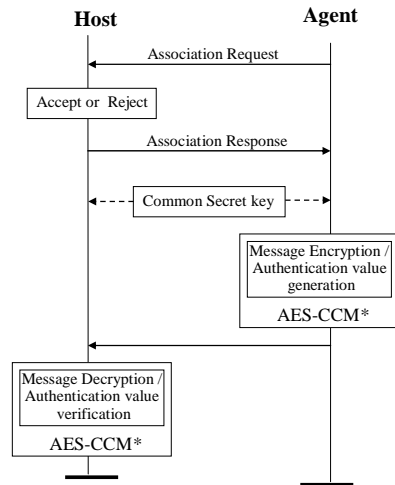 Host
Agent
Association Request
Accept or Reject
Association Response
Common Secret key
Message Encryption /
Authentication value
generation
AES-CCM*
Message Decryption /
Authentication value
verification
AES-CCM*